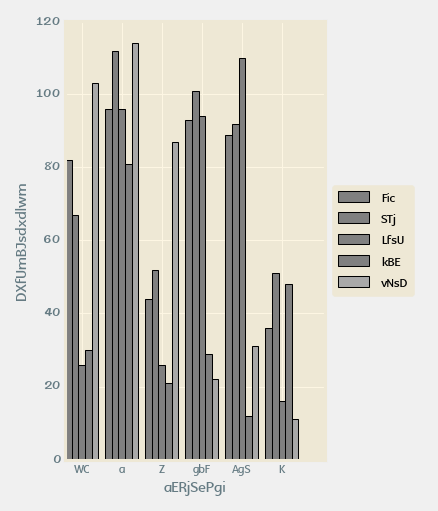 120
100
80
60
40
20
0
DXfUmBJsdxdlwm
WC
a
Z
gbF
AgS
K
aERjSePgi
Fic
STj
LfsU
kBE
vNsD